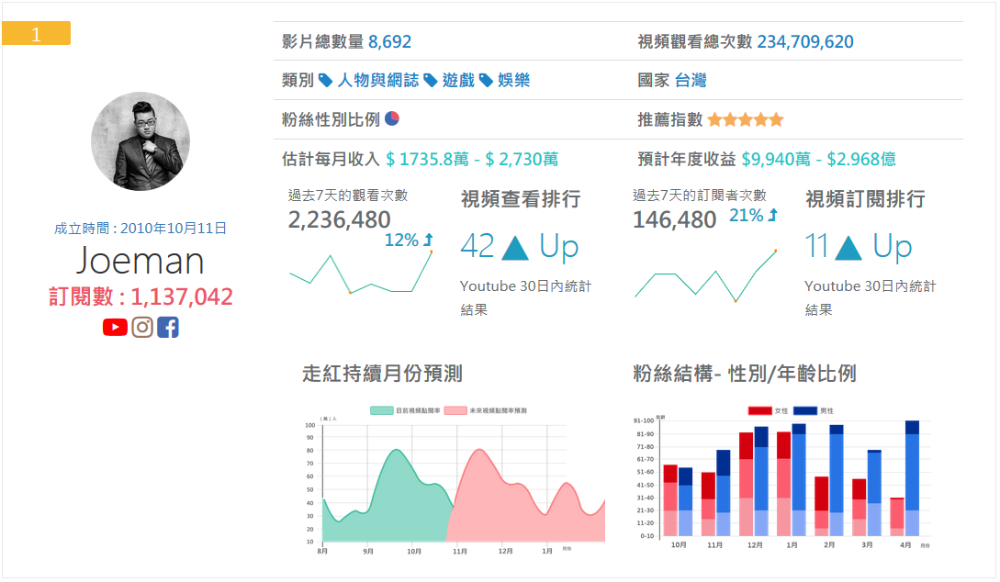 1
成立時間 : 2010年10月11日
Joeman
訂閱數 : 1,137,042
影片總數量 8,692
視頻觀看總次數 234,709,620
類別 人物與網誌 遊戲 娛樂
國家 台灣
粉絲性別比例
推薦指數
估計每月收入 $ 1735.8萬 - $ 2,730萬
預計年度收益 $9,940萬 - $2.968億
過去7天的觀看次數
2,236,480
12%
視頻查看排行
42 Up
Youtube 30日內統計
結果
過去7天的訂閱者次數
146,480
21%
視頻訂閱排行
11 Up
Youtube 30日內統計
結果
走紅持續月份預測
目前視頻點閱率 未來視頻點閱率預測
(萬)人
100
90
80
70
60
50
40
30
20
10
8月 9月 10月 11月 12月 1月 月份
粉絲結構- 性別/年齡比例
女性 男性
91-100
81-90
71-80
61-70
51-60
41-50
31-40
21-30
11-20
0-10
10月 11月 12月 1月 2月 3月 4月 月份